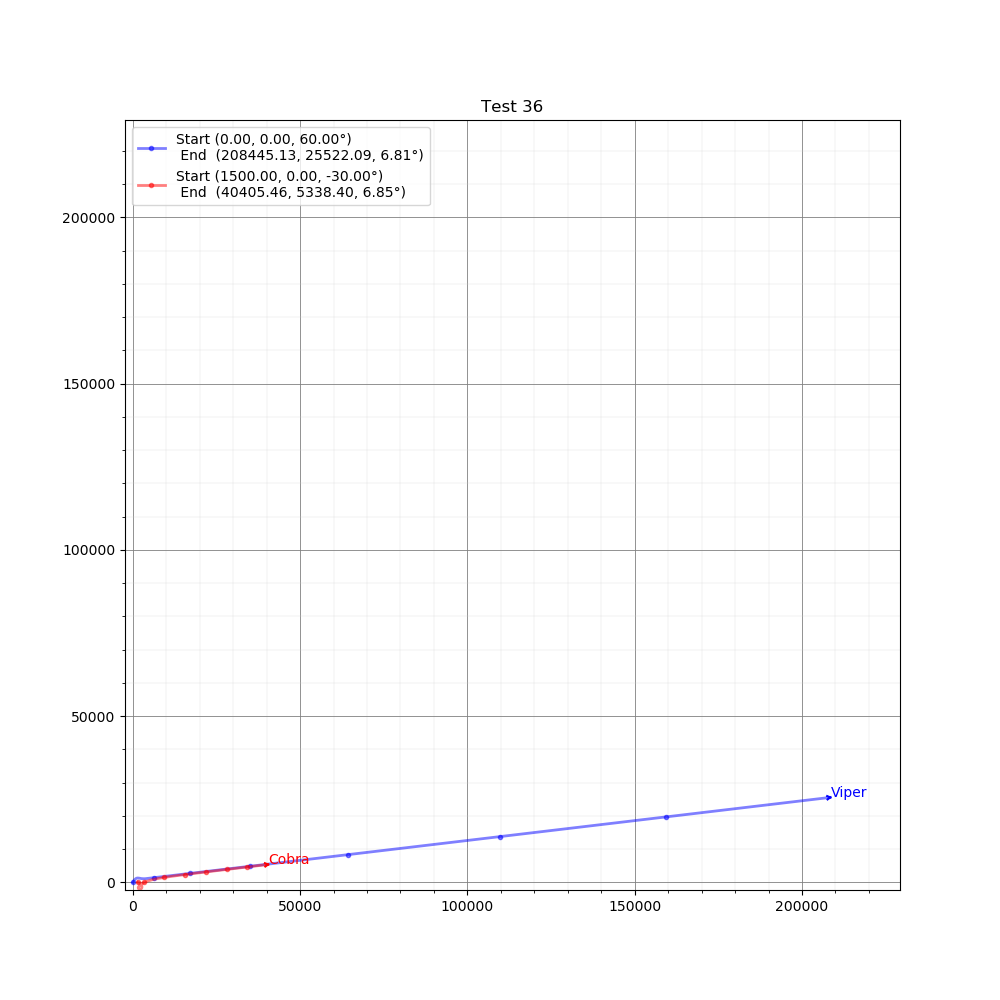 Test 36
Start (0.00, 0.00, 60.00°)
End (208445.13, 25522.09, 6.81°)
Start (1500.00, 0.00, -30.00°)
End (40405.46, 5338.40, 6.85°)
200000
150000
100000
50000
0
Viper
Cobra
0
50000
100000
150000
200000